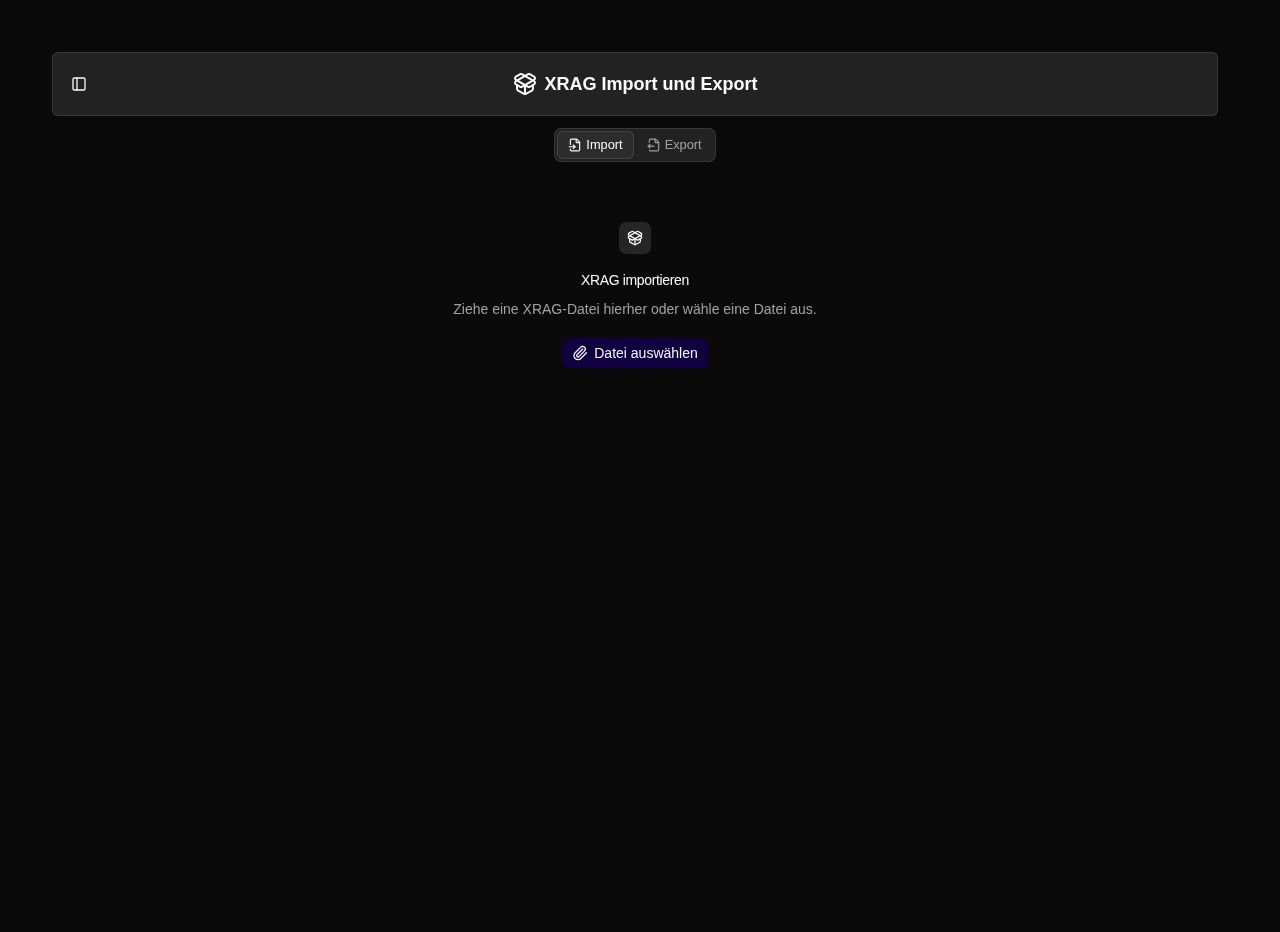 XRAG Import und Export
Import
Export
XRAG importieren
Ziehe eine XRAG-Datei hierher oder wähle eine Datei aus.
Datei auswählen